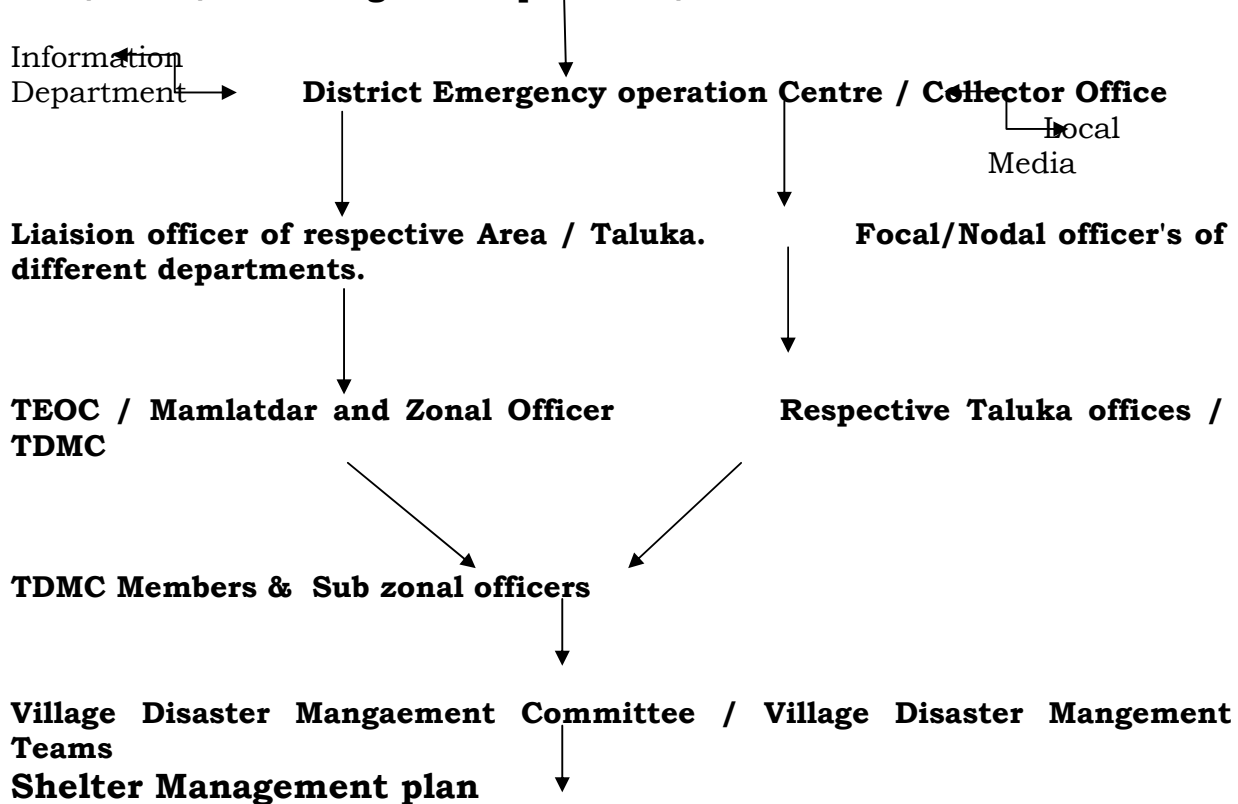 Information
Department District Emergency operation Centre / Collector Office
Local
Media
Liaision officer of respective Area / Taluka. Focal/Nodal officer's of
different departments.
TEOC / Mamlatdar and Zonal Officer Respective Taluka offices /
TDMC
TDMC Members & Sub zonal officers
Village Disaster Mangaement Committee / Village Disaster Mangement
Teams
Shelter Management plan